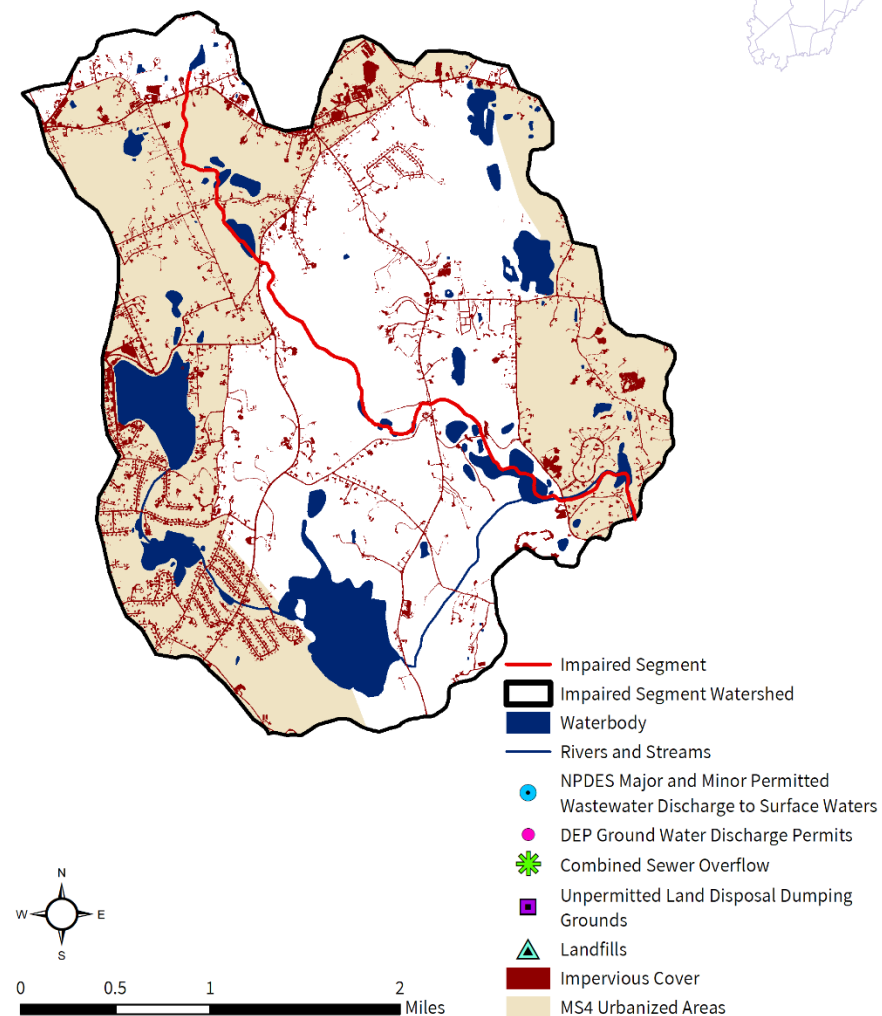 Impaired Segment
Impaired Segment Watershed
Waterbody
Rivers and Streams
NPDES Major and Minor Permitted
Wastewater Discharge to Surface Waters
DEP Ground Water Discharge Permits
Combined Sewer Overflow
Unpermitted Land Disposal Dumping
Grounds
Landfills
Impervious Cover
MS4 Urbanized Areas
N
W E
S
0 0.5 1 2
Miles